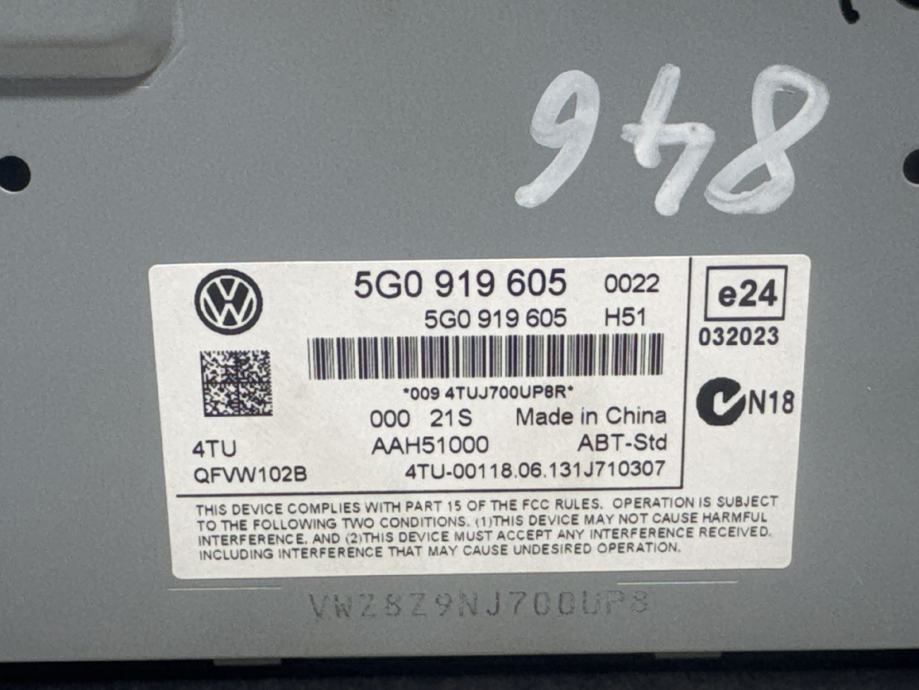 948
5G0 919 605 0022
5G0 919 605 H51
e24
032023
*009 4TUJ700UP8R*
000 21S Made in China
N18
4TU AAH51000 ABT-Std
QFVW102B 4TU-00118.06.131J710307
THIS DEVICE COMPLIES WITH PART 15 OF THE FCC RULES. OPERATION IS SUBJECT
TO THE FOLLOWING TWO CONDITIONS. (1)THIS DEVICE MAY NOT CAUSE HARMFUL
INTERFERENCE, AND (2)THIS DEVICE MUST ACCEPT ANY INTERFERENCE RECEIVED,
INCLUDING INTERFERENCE THAT MAY CAUSE UNDESIRED OPERATION.
VWZ8Z9NJ700UP8